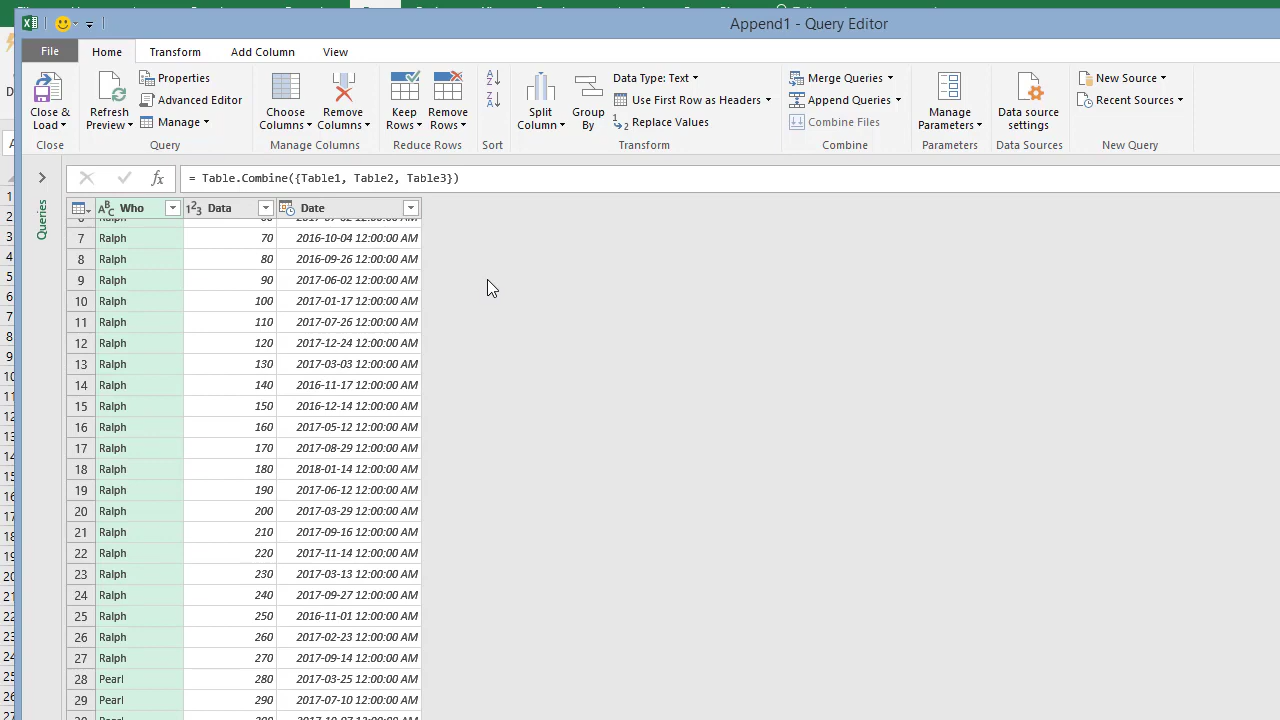 Append1 - Query Editor
File Home Transform Add Column View
Close & Load
Refresh Preview
Properties
Advanced Editor
Manage
Choose Columns
Remove Columns
Keep Rows
Remove Rows
Split Column
Group By
Data Type: Text
Use First Row as Headers
Replace Values
Merge Queries
Append Queries
Combine Files
Manage Parameters
Data source settings
New Source
Recent Sources
Close Query Manage Columns Reduce Rows Sort Transform Combine Parameters Data Sources New Query
fx = Table.Combine({Table1, Table2, Table3})
Queries
ABC Who 123 Data Date
7 Ralph 70 2016-10-04 12:00:00 AM
8 Ralph 80 2016-09-26 12:00:00 AM
9 Ralph 90 2017-06-02 12:00:00 AM
10 Ralph 100 2017-01-17 12:00:00 AM
11 Ralph 110 2017-07-26 12:00:00 AM
12 Ralph 120 2017-12-24 12:00:00 AM
13 Ralph 130 2017-03-03 12:00:00 AM
14 Ralph 140 2016-11-17 12:00:00 AM
15 Ralph 150 2016-12-14 12:00:00 AM
16 Ralph 160 2017-05-12 12:00:00 AM
17 Ralph 170 2017-08-29 12:00:00 AM
18 Ralph 180 2018-01-14 12:00:00 AM
19 Ralph 190 2017-06-12 12:00:00 AM
20 Ralph 200 2017-03-29 12:00:00 AM
21 Ralph 210 2017-09-16 12:00:00 AM
22 Ralph 220 2017-11-14 12:00:00 AM
23 Ralph 230 2017-03-13 12:00:00 AM
24 Ralph 240 2017-09-27 12:00:00 AM
25 Ralph 250 2016-11-01 12:00:00 AM
26 Ralph 260 2017-02-23 12:00:00 AM
27 Ralph 270 2017-09-14 12:00:00 AM
28 Pearl 280 2017-03-25 12:00:00 AM
29 Pearl 290 2017-07-10 12:00:00 AM